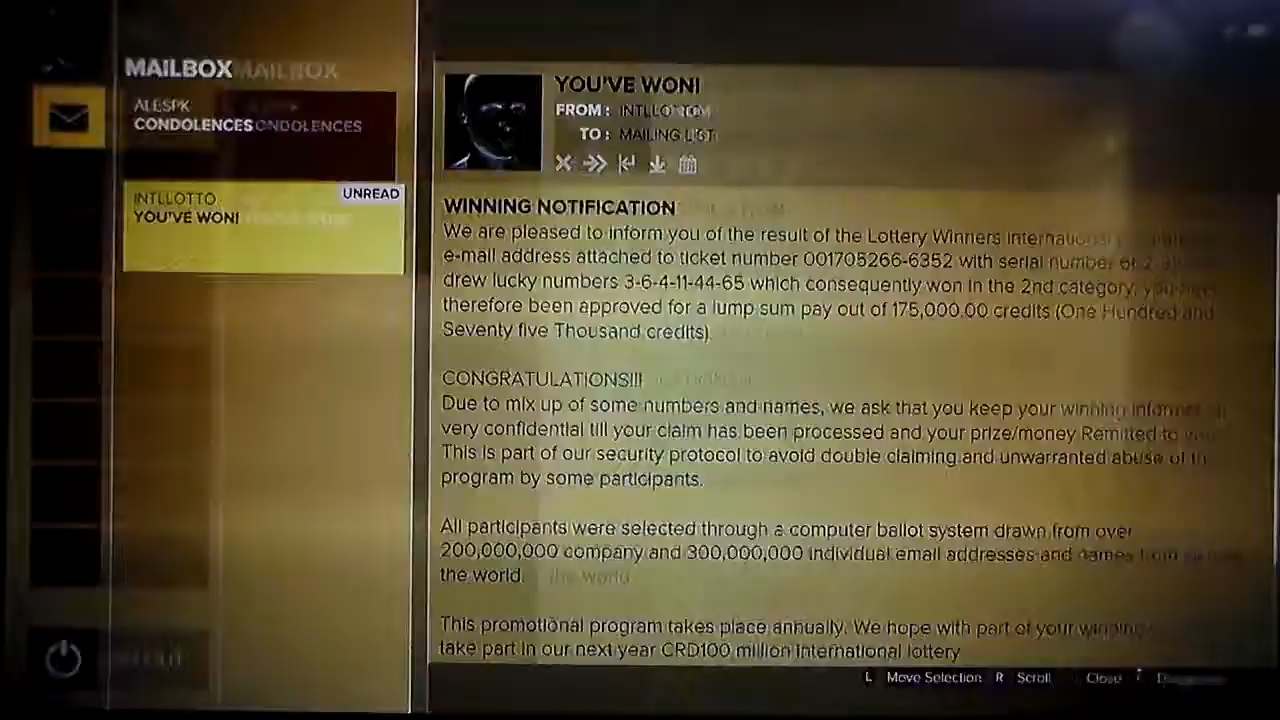 MAILBOX
ALESPK
CONDOLENCES
INTLLOTTO
UNREAD
YOU'VE WON!
YOU'VE WON!
FROM: INTLLOTTO
TO: MAILING LIST
WINNING NOTIFICATION
We are pleased to inform you of the result of the Lottery Winners International
e-mail address attached to ticket number 001705266-6352 with serial number
drew lucky numbers 3-6-4-11-44-65 which consequently won in the 2nd category, you have
therefore been approved for a lump sum pay out of 175,000.00 credits (One Hundred and
Seventy five Thousand credits)
CONGRATULATIONS!!!
Due to mix up of some numbers and names, we ask that you keep your winning
very confidential till your claim has been processed and your prize/money Remitted to you.
This is part of our security protocol to avoid double claiming and unwarranted abuse of
program by some participants.
All participants were selected through a computer ballot system drawn from over
200,000,000 company and 300,000,000 individual email addresses and names from
the world.
This promotional program takes place annually. We hope with part of your winning
take part in our next year CRD100 million international lottery
L Move Selection R Scroll Close